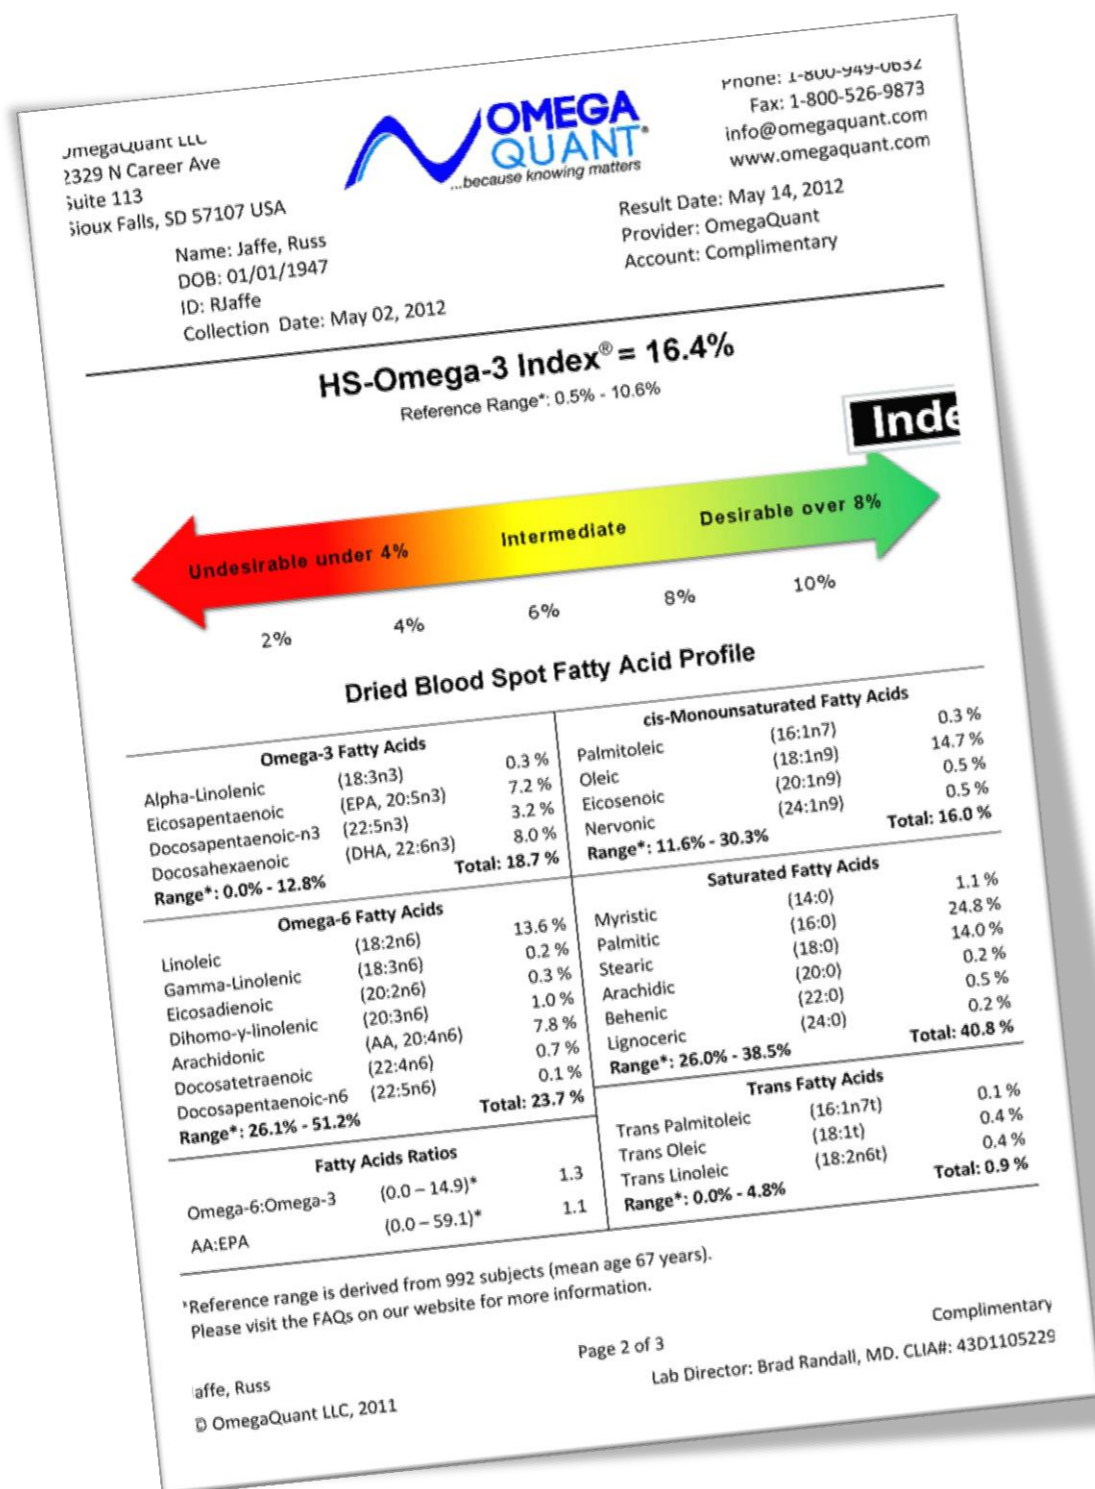 OmegaQuant LLC
2329 N Career Ave
Suite 113
Sioux Falls, SD 57107 USA
OMEGA
QUANT®
...because knowing matters
Phone: 1-800-949-0632
Fax: 1-800-526-9873
info@omegaquant.com
www.omegaquant.com
Name: Jaffe, Russ
DOB: 01/01/1947
ID: RJaffe
Collection Date: May 02, 2012
Result Date: May 14, 2012
Provider: OmegaQuant
Account: Complimentary
HS-Omega-3 Index® = 16.4%
Reference Range*: 0.5% - 10.6%
Inde
Undesirable under 4% Intermediate Desirable over 8%
2% 4% 6% 8% 10%
Dried Blood Spot Fatty Acid Profile
Omega-3 Fatty Acids
Alpha-Linolenic (18:3n3) 0.3 %
Eicosapentaenoic (EPA, 20:5n3) 7.2 %
Docosapentaenoic-n3 (22:5n3) 3.2 %
Docosahexaenoic (DHA, 22:6n3) 8.0 %
Range*: 0.0% - 12.8% Total: 18.7 %
Omega-6 Fatty Acids
Linoleic (18:2n6) 13.6 %
Gamma-Linolenic (18:3n6) 0.2 %
Eicosadienoic (20:2n6) 0.3 %
Dihomo-γ-linolenic (20:3n6) 1.0 %
Arachidonic (AA, 20:4n6) 7.8 %
Docosatetraenoic (22:4n6) 0.7 %
Docosapentaenoic-n6 (22:5n6) 0.1 %
Range*: 26.1% - 51.2% Total: 23.7 %
Fatty Acids Ratios
Omega-6:Omega-3 (0.0 – 14.9)* 1.3
AA:EPA (0.0 – 59.1)* 1.1
cis-Monounsaturated Fatty Acids
Palmitoleic (16:1n7) 0.3 %
Oleic (18:1n9) 14.7 %
Eicosenoic (20:1n9) 0.5 %
Nervonic (24:1n9) 0.5 %
Range*: 11.6% - 30.3% Total: 16.0 %
Saturated Fatty Acids
Myristic (14:0) 1.1 %
Palmitic (16:0) 24.8 %
Stearic (18:0) 14.0 %
Arachidic (20:0) 0.2 %
Behenic (22:0) 0.5 %
Lignoceric (24:0) 0.2 %
Range*: 26.0% - 38.5% Total: 40.8 %
Trans Fatty Acids
Trans Palmitoleic (16:1n7t) 0.1 %
Trans Oleic (18:1t) 0.4 %
Trans Linoleic (18:2n6t) 0.4 %
Range*: 0.0% - 4.8% Total: 0.9 %
*Reference range is derived from 992 subjects (mean age 67 years).
Please visit the FAQs on our website for more information.
Page 2 of 3
Complimentary
affe, Russ
Lab Director: Brad Randall, MD. CLIA#: 43D1105229
© OmegaQuant LLC, 2011